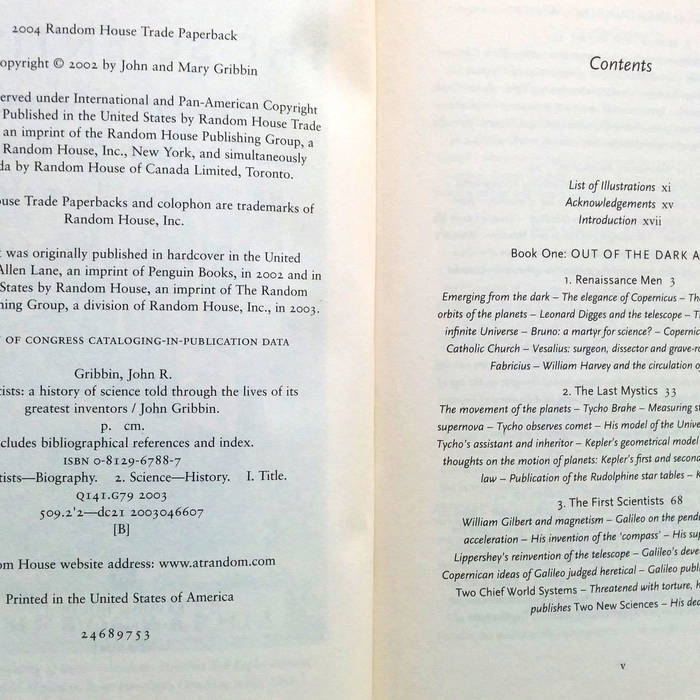 2004 Random House Trade Paperback
opyright © 2002 by John and Mary Gribbin
erved under International and Pan-American Copyright
Published in the United States by Random House Trade
an imprint of the Random House Publishing Group, a
Random House, Inc., New York, and simultaneously
da by Random House of Canada Limited, Toronto.
use Trade Paperbacks and colophon are trademarks of
Random House, Inc.
was originally published in hardcover in the United
Allen Lane, an imprint of Penguin Books, in 2002 and in
States by Random House, an imprint of The Random
ning Group, a division of Random House, Inc., in 2003.
OF CONGRESS CATALOGING-IN-PUBLICATION DATA
Gribbin, John R.
ists: a history of science told through the lives of its
greatest inventors / John Gribbin.
p. cm.
cludes bibliographical references and index.
ISBN 0-8129-6788-7
tists—Biography. 2. Science—History. I. Title.
Q141.G79 2003
509.2'2—dc21 2003046607
[B]
om House website address: www.atrandom.com
Printed in the United States of America
24689753
Contents
List of Illustrations xi
Acknowledgements xv
Introduction xvii
Book One: OUT OF THE DARK A
1. Renaissance Men 3
Emerging from the dark – The elegance of Copernicus – Th
orbits of the planets – Leonard Digges and the telescope – T
infinite Universe – Bruno: a martyr for science? – Copernic
Catholic Church – Vesalius: surgeon, dissector and grave-ro
Fabricius – William Harvey and the circulation o
2. The Last Mystics 33
The movement of the planets – Tycho Brahe – Measuring st
supernova – Tycho observes comet – His model of the Unive
Tycho's assistant and inheritor – Kepler's geometrical model
thoughts on the motion of planets: Kepler's first and secon
law – Publication of the Rudolphine star tables – K
3. The First Scientists 68
William Gilbert and magnetism – Galileo on the pend
acceleration – His invention of the 'compass' – His sup
Lippershey's reinvention of the telescope – Galileo's deve
Copernican ideas of Galileo judged heretical – Galileo publi
Two Chief World Systems – Threatened with torture, h
publishes Two New Sciences – His dea
v